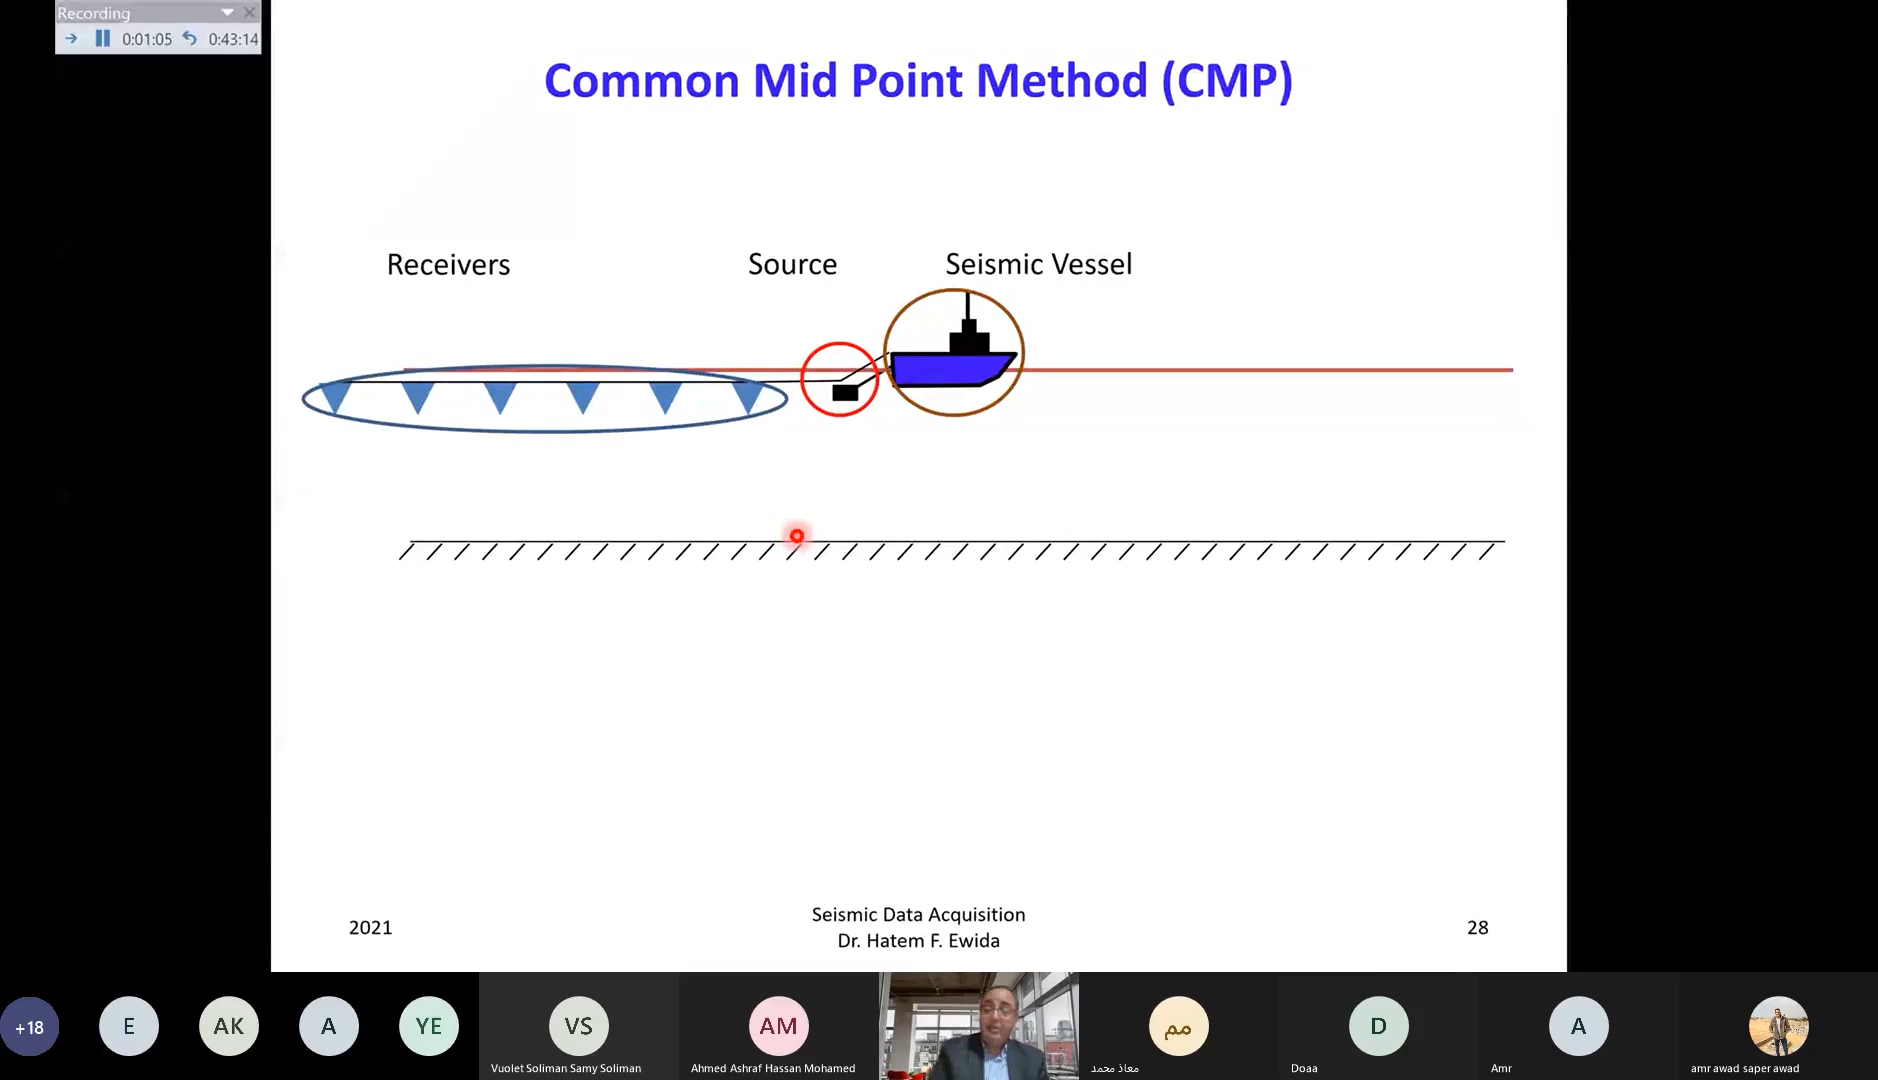 Recording
0:01:05 0:43:14
Common Mid Point Method (CMP)
Receivers Source Seismic Vessel
2021
Seismic Data Acquisition
Dr. Hatem F. Ewida
28
+18 E AK A YE VS AM مم D A
Vuolet Soliman Samy Soliman
Ahmed Ashraf Hassan Mohamed
معاذ محمد
Doaa
Amr
amr awad saper awad